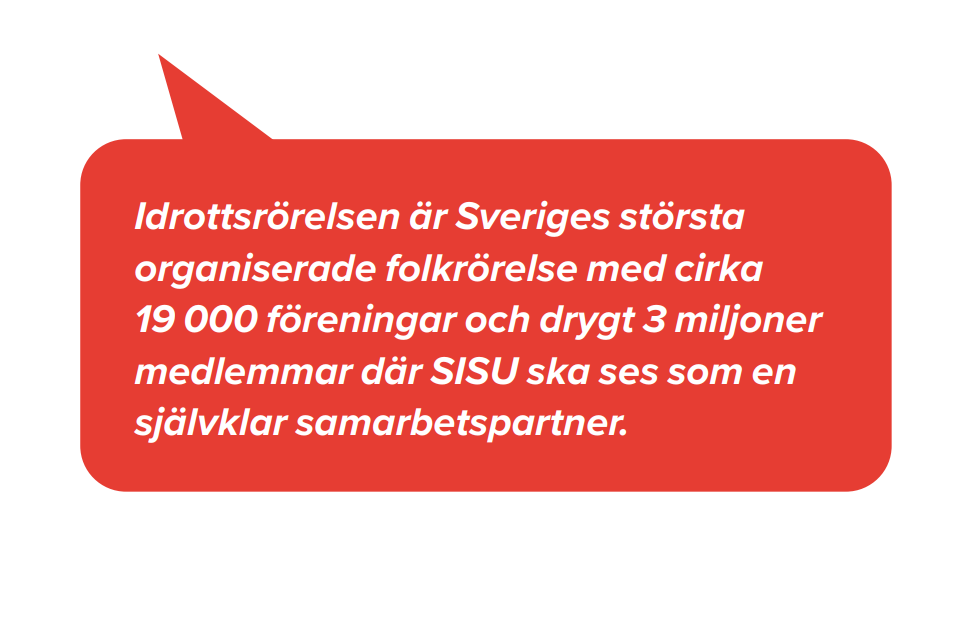 Idrottsrörelsen är Sveriges största
organiserade folkrörelse med cirka
19 000 föreningar och drygt 3 miljoner
medlemmar där SISU ska ses som en
självklar samarbetspartner.